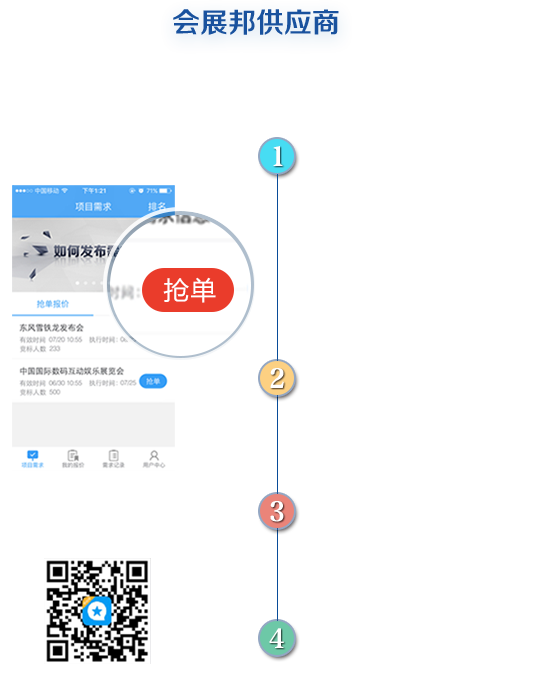 会展邦供应商
1
中国移动
下午1:21
71%
项目需求
排名
如何发布
抢单
抢单报价
东风雪铁龙发布会
有效时间 07/20 10:55 执行时间:
竞标人数 233
中国国际数码互动娱乐展览会
有效时间 06/30 10:55 执行时间: 07/25
抢单
竞标人数 500
2
项目需求
我的报价
需求记录
用户中心
3
4